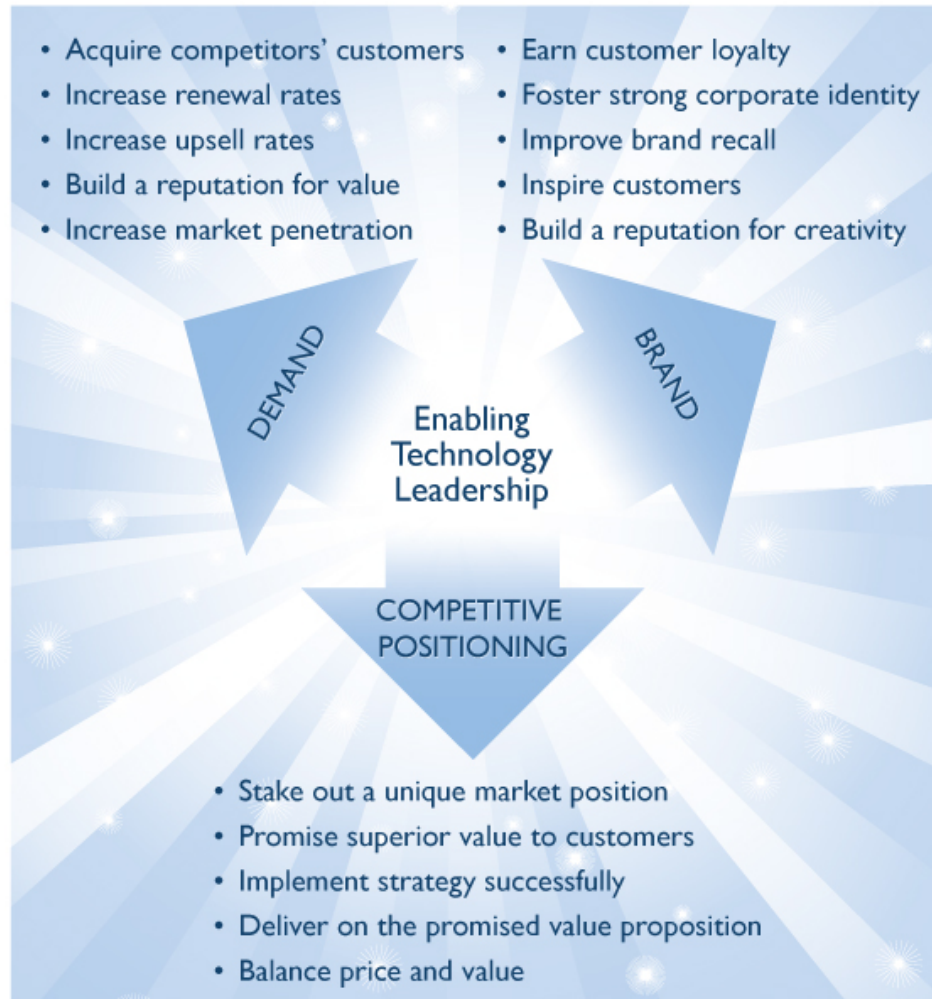 • Acquire competitors’ customers
• Increase renewal rates
• Increase upsell rates
• Build a reputation for value
• Increase market penetration
• Earn customer loyalty
• Foster strong corporate identity
• Improve brand recall
• Inspire customers
• Build a reputation for creativity
DEMAND
BRAND
Enabling
Technology
Leadership
COMPETITIVE
POSITIONING
• Stake out a unique market position
• Promise superior value to customers
• Implement strategy successfully
• Deliver on the promised value proposition
• Balance price and value